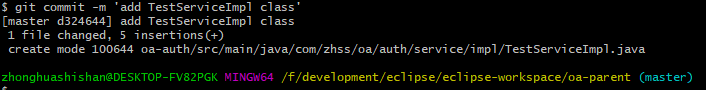 $ git commit -m 'add TestServiceImpl class'
[master d324644] add TestServiceImpl class
 1 file changed, 5 insertions(+)
 create mode 100644 oa-auth/src/main/java/com/zhss/oa/auth/service/impl/TestServiceImpl.java

zhonghuashishan@DESKTOP-FV82PGK MINGW64 /f/development/eclipse/eclipse-workspace/oa-parent (master)